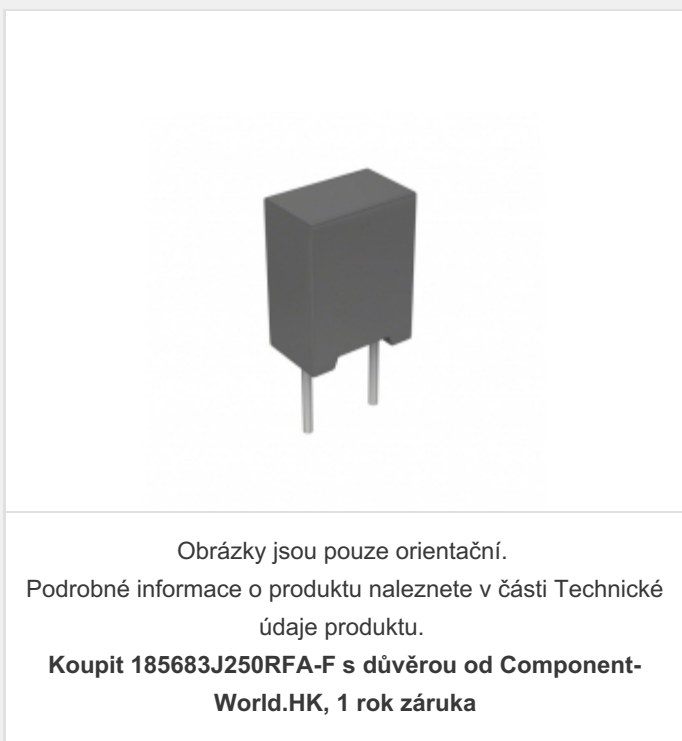 Obrázky jsou pouze orientační.
Podrobné informace o produktu naleznete v části Technické
údaje produktu.
Koupit 185683J250RFA-F s důvěrou od Component-
World.HK, 1 rok záruka